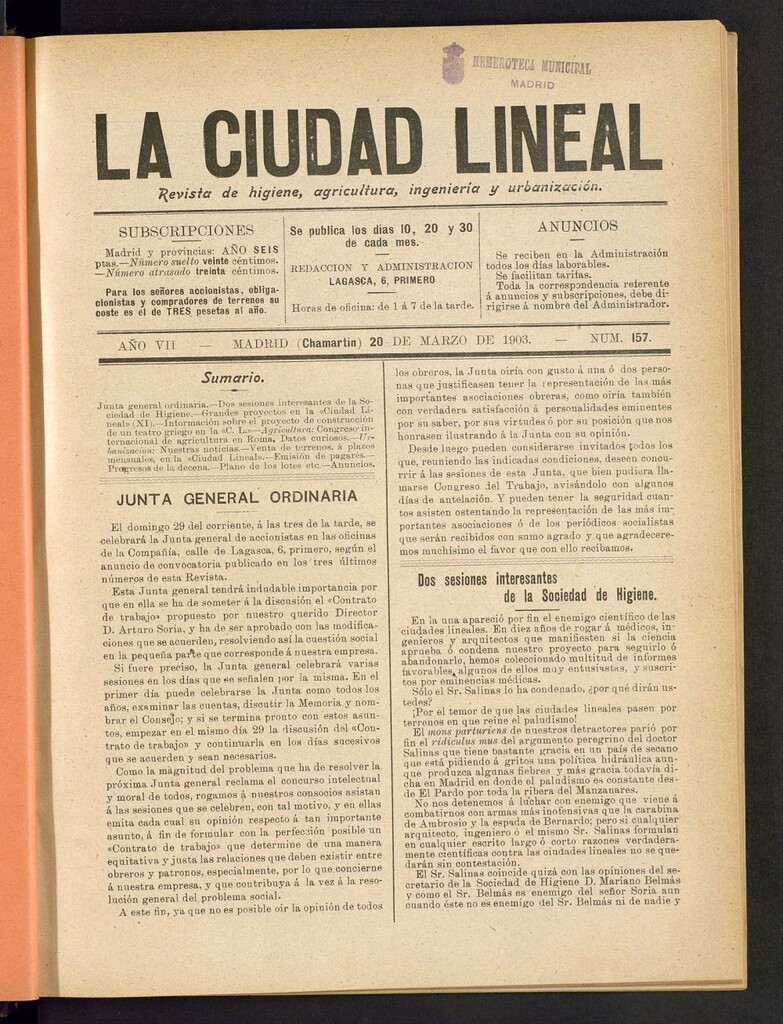 HEMEROTECA MUNICIPAL
MADRID
LA CIUDAD LINEAL
Revista de higiene, agricultura, ingeniería y urbanización.
SUBSCRIPCIONES
Madrid y provincias: AÑO SEIS
ptas.—Número suelto veinte céntimos.
—Número atrasado treinta céntimos.
Para los señores accionistas, obliga-
cionistas y compradores de terrenos su
coste es el de TRES pesetas al año.
Se publica los dias 10, 20 y 30
de cada mes.
REDACCION Y ADMINISTRACION
LAGASCA, 6, PRIMERO
Horas de oficina: de 1 á 7 de la tarde.
ANUNCIOS
Se reciben en la Administración
todos los días laborables.
Se facilitan tarifas.
Toda la correspondencia referente
á anuncios y subscripciones, debe di-
rigirse á nombre del Administrador.
AÑO VII — MADRID (Chamartin) 20 DE MARZO DE 1903. — NUM. 157.
Sumario.
Junta general ordinaria.—Dos sesiones interesantes de la So-
ciedad de Higiene.—Grandes proyectos en la «Ciudad Li-
neal» (XI).—Información sobre el proyecto de construcción
de un teatro griego en la «C. L.»—Agricultura: Congreso in-
ternacional de agricultura en Roma, Datos curiosos.—Ur-
banización: Nuestras noticias.—Venta de terrenos, á plazos
mensuales, en la «Ciudad Lineal».—Emisión de pagarés.—
Progresos de la decena.—Plano de los lotes etc.—Anuncios.
JUNTA GENERAL ORDINARIA
El domingo 29 del corriente, á las tres de la tarde, se
celebrará la Junta general de accionistas en las oficinas
de la Compañía, calle de Lagasca, 6, primero, según el
anuncio de convocatoria publicado en los tres últimos
números de esta Revista.
Esta Junta general tendrá indudable importancia por
que en ella se ha de someter á la discusión el «Contrato
de trabajo» propuesto por nuestro querido Director
D. Arturo Soria, y ha de ser aprobado con las modifica-
ciones que se acuerden, resolviendo así la cuestión social
en la pequeña parte que corresponde á nuestra empresa.
Si fuere preciso, la Junta general celebrará varias
sesiones en los días que se señalen por la misma. En el
primer día puede celebrarse la Junta como todos los
años, examinar las cuentas, discutir la Memoria y nom-
brar el Consejo; y si se termina pronto con estos asun-
tos, empezar en el mismo día 29 la discusión del «Con-
trato de trabajo» y continuarla en los días sucesivos
que se acuerden y sean necesarios.
Como la magnitud del problema que ha de resolver la
próxima Junta general reclama el concurso intelectual
y moral de todos, rogamos á nuestros consocios asistan
á las sesiones que se celebren, con tal motivo, y en ellas
emita cada cual su opinión respecto á tan importante
asunto, á fin de formular con la perfección posible un
«Contrato de trabajo» que determine de una manera
equitativa y justa las relaciones que deben existir entre
obreros y patronos, especialmente, por lo que concierne
á nuestra empresa, y que contribuya á la vez á la reso-
lución general del problema social.
A este fin, ya que no es posible oir la opinión de todos
los obreros, la Junta oiría con gusto á una ó dos perso-
nas que justificasen tener la representación de las más
importantes asociaciones obreras, como oiría también
con verdadera satisfacción á personalidades eminentes
por su saber, por sus virtudes ó por su posición que nos
honrasen ilustrando á la Junta con su opinión.
Desde luego pueden considerarse invitados todos los
que, reuniendo las indicadas condiciones, deseen concu-
rrir á las sesiones de esta Junta, que bien pudiera lla-
marse Congreso del Trabajo, avisándolo con algunos
días de antelación. Y pueden tener la seguridad cuan-
tos asisten ostentando la representación de las más im-
portantes asociaciones ó de los periódicos socialistas
que serán recibidos con sumo agrado y que agradecere-
mos muchísimo el favor que con ello recibamos.
Dos sesiones interesantes
de la Sociedad de Higiene.
En la una apareció por fin el enemigo científico de las
ciudades lineales. En diez años de rogar á médicos, in-
genieros y arquitectos que manifiesten si la ciencia
aprueba ó condena nuestro proyecto para seguirlo ó
abandonarlo, hemos coleccionado multitud de informes
favorables, algunos de ellos muy entusiastas, y suscri-
tos por eminencias médicas.
Sólo el Sr. Salinas lo ha condenado, ¿por qué dirán us-
tedes?
¡Por el temor de que las ciudades lineales pasen por
terrenos en que reine el paludismo!
El mons parturiens de nuestros detractores parió por
fin el ridiculus mus del argumento peregrino del doctor
Salinas que tiene bastante gracia en un país de secano
que está pidiendo á gritos una política hidráulica aun-
que produzca algunas fiebres y más gracia todavía di-
cha en Madrid en donde el paludismo es constante des-
de El Pardo por toda la ribera del Manzanares.
No nos detenemos á luchar con enemigo que viene á
combatirnos con armas más inofensivas que la carabina
de Ambrosio y la espada de Bernardo; pero si cualquier
arquitecto, ingeniero ó el mismo Sr. Salinas formulan
en cualquier escrito largo ó corto razones verdadera-
mente científicas contra las ciudades lineales no se que-
darán sin contestación.
El Sr. Salinas coincide quizá con las opiniones del se-
cretario de la Sociedad de Higiene D. Mariano Belmás
y como el Sr. Belmás es enemigo del señor Soria aun
cuando éste no es enemigo del Sr. Belmás ni de nadie y